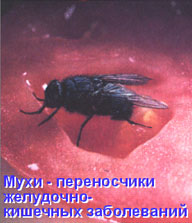 Мухи - переносчики
желудочно-
кишечных заболеваний